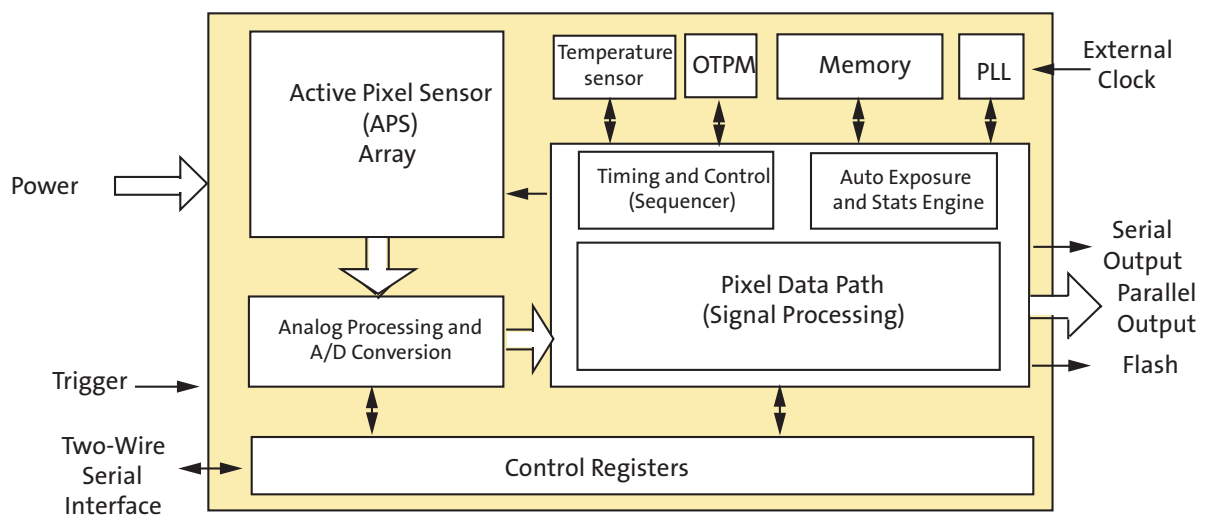 Active Pixel Sensor
(APS)
Array
Temperature
sensor
OTPM
Memory
PLL
External
Clock
Power
Timing and Control
(Sequencer)
Auto Exposure
and Stats Engine
Serial
Output
Pixel Data Path
(Signal Processing)
Parallel
Output
Analog Processing and
A/D Conversion
Flash
Trigger
Two-Wire
Serial
Interface
Control Registers